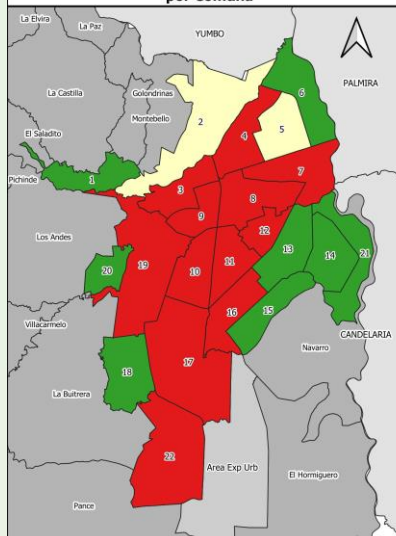 por Comuna
La Elvira
La Paz
YUMBO
PALMIRA
La Castilla
Golondrinas
Montebello
El Saladito
Pichinde
Los Andes
Villacarmelo
La Buitrera
Pance
CANDELARIA
Navarro
Area Exp Urb
El Hormiguero
1
2
3
4
5
6
7
8
9
10
11
12
13
14
15
16
17
18
19
20
21
22